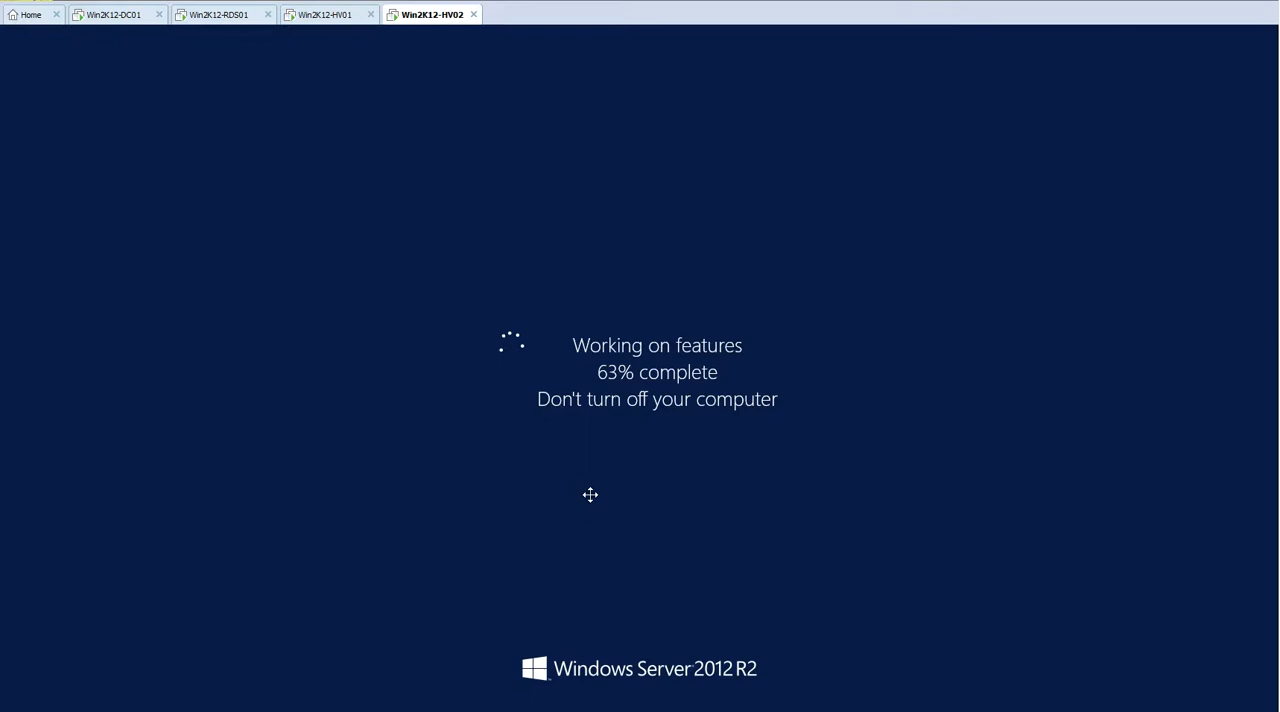 Home Win2K12-DC01 Win2K12-RDS01 Win2K12-HV01 Win2K12-HV02
Working on features
63% complete
Don't turn off your computer
Windows Server 2012 R2